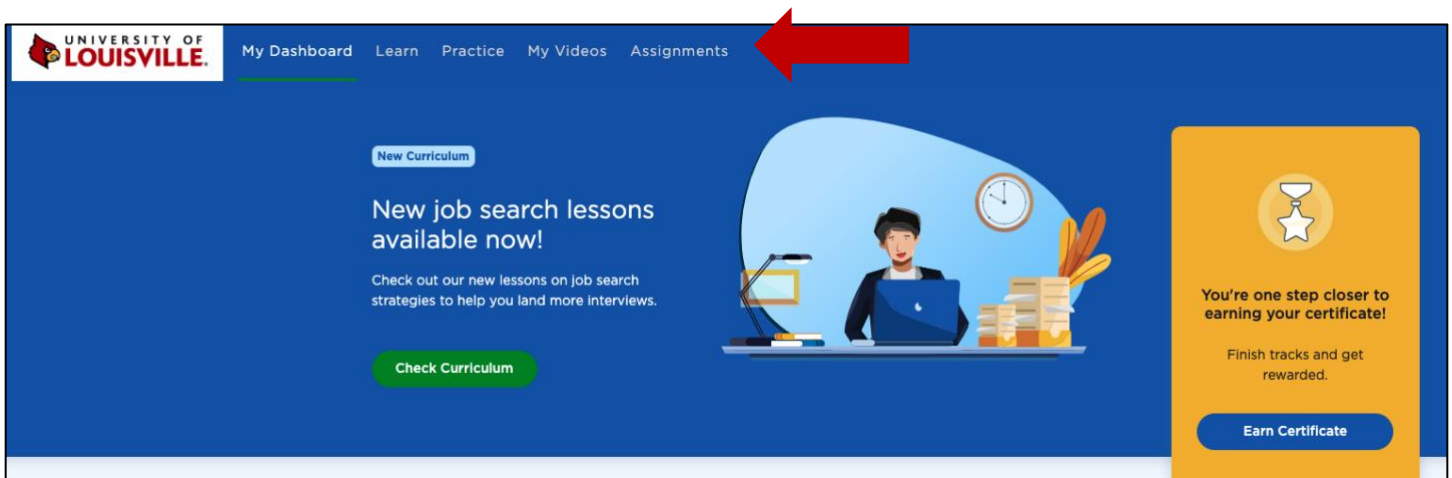 UNIVERSITY OF
LOUISVILLE.
My Dashboard Learn Practice My Videos Assignments
New Curriculum
New job search lessons
available now!
Check out our new lessons on job search
strategies to help you land more interviews.
Check Curriculum
You're one step closer to
earning your certificate!
Finish tracks and get
rewarded.
Earn Certificate